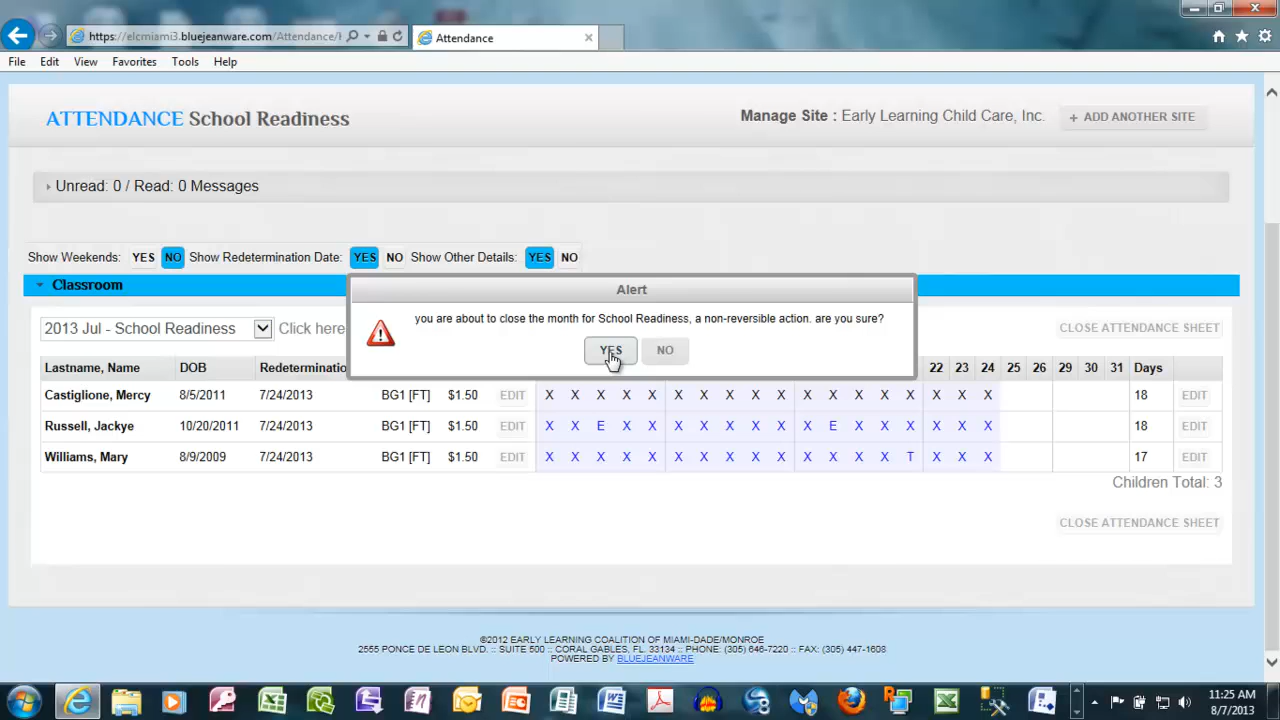 https://elcmiami3.bluejeanware.com/Attendance/
Attendance
File Edit View Favorites Tools Help
ATTENDANCE School Readiness
Manage Site : Early Learning Child Care, Inc.
+ ADD ANOTHER SITE
Unread: 0 / Read: 0 Messages
Show Weekends: YES NO Show Redetermination Date: YES NO Show Other Details: YES NO
Classroom
Alert
you are about to close the month for School Readiness, a non-reversible action. are you sure?
YES NO
2013 Jul - School Readiness Click here
CLOSE ATTENDANCE SHEET
Lastname, Name DOB Redeterminatio 22 23 24 25 26 29 30 31 Days
Castiglione, Mercy 8/5/2011 7/24/2013 BG1 [FT] $1.50 EDIT X X X X X X X X X X X X X X X X X X 18 EDIT
Russell, Jackye 10/20/2011 7/24/2013 BG1 [FT] $1.50 EDIT X X E X X X X X X X X E X X X X X X 18 EDIT
Williams, Mary 8/9/2009 7/24/2013 BG1 [FT] $1.50 EDIT X X X X X X X X X X X X X X T X X X 17 EDIT
Children Total: 3
CLOSE ATTENDANCE SHEET
©2012 EARLY LEARNING COALITION OF MIAMI-DADE/MONROE
2555 PONCE DE LEON BLVD. :: SUITE 500 :: CORAL GABLES, FL. 33134 :: PHONE: (305) 646-7220 :: FAX: (305) 447-1608
POWERED BY BLUEJEANWARE
11:25 AM
8/7/2013